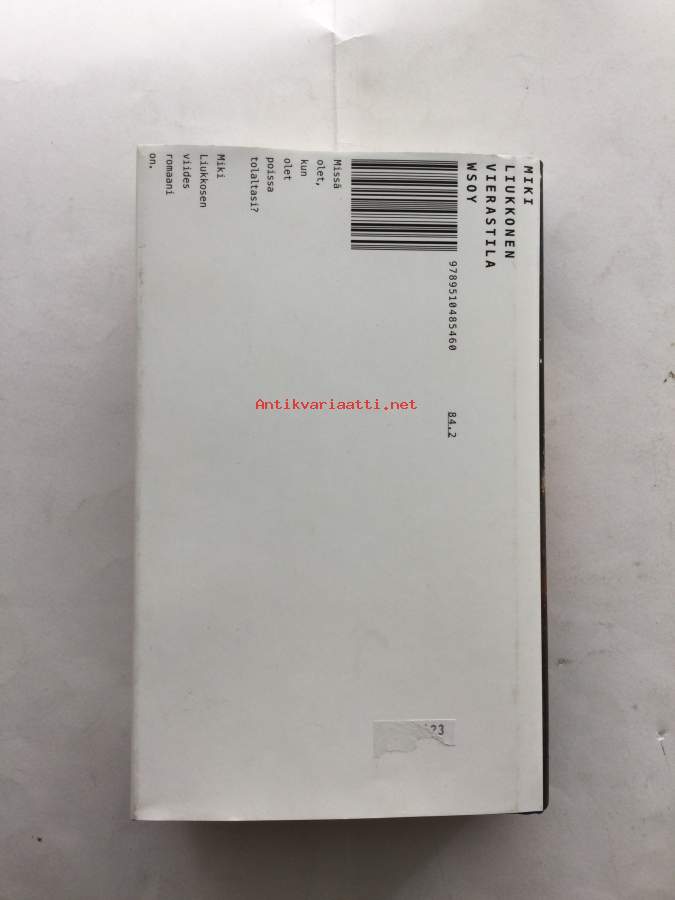 MIKI
LIUKKONEN
VIERASTILA
WSOY
9789510485460
84.2
Missä
olet,
kun
olet
poissa
tolaltasi?
Miki
Liukkosen
viides
romaani
on.
Antikvariaatti.net
23